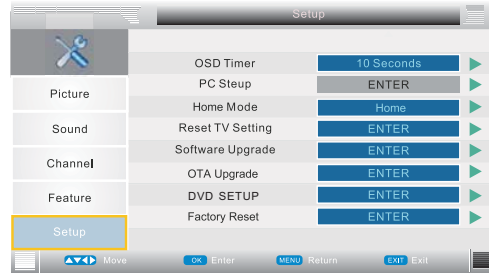 Setup
OSD Timer 10 Seconds
PC Steup ENTER
Home Mode Home
Reset TV Setting ENTER
Software Upgrade ENTER
OTA Upgrade ENTER
DVD SETUP ENTER
Factory Reset ENTER
Picture
Sound
Channel
Feature
Setup
Move OK Enter MENU Return EXIT Exit